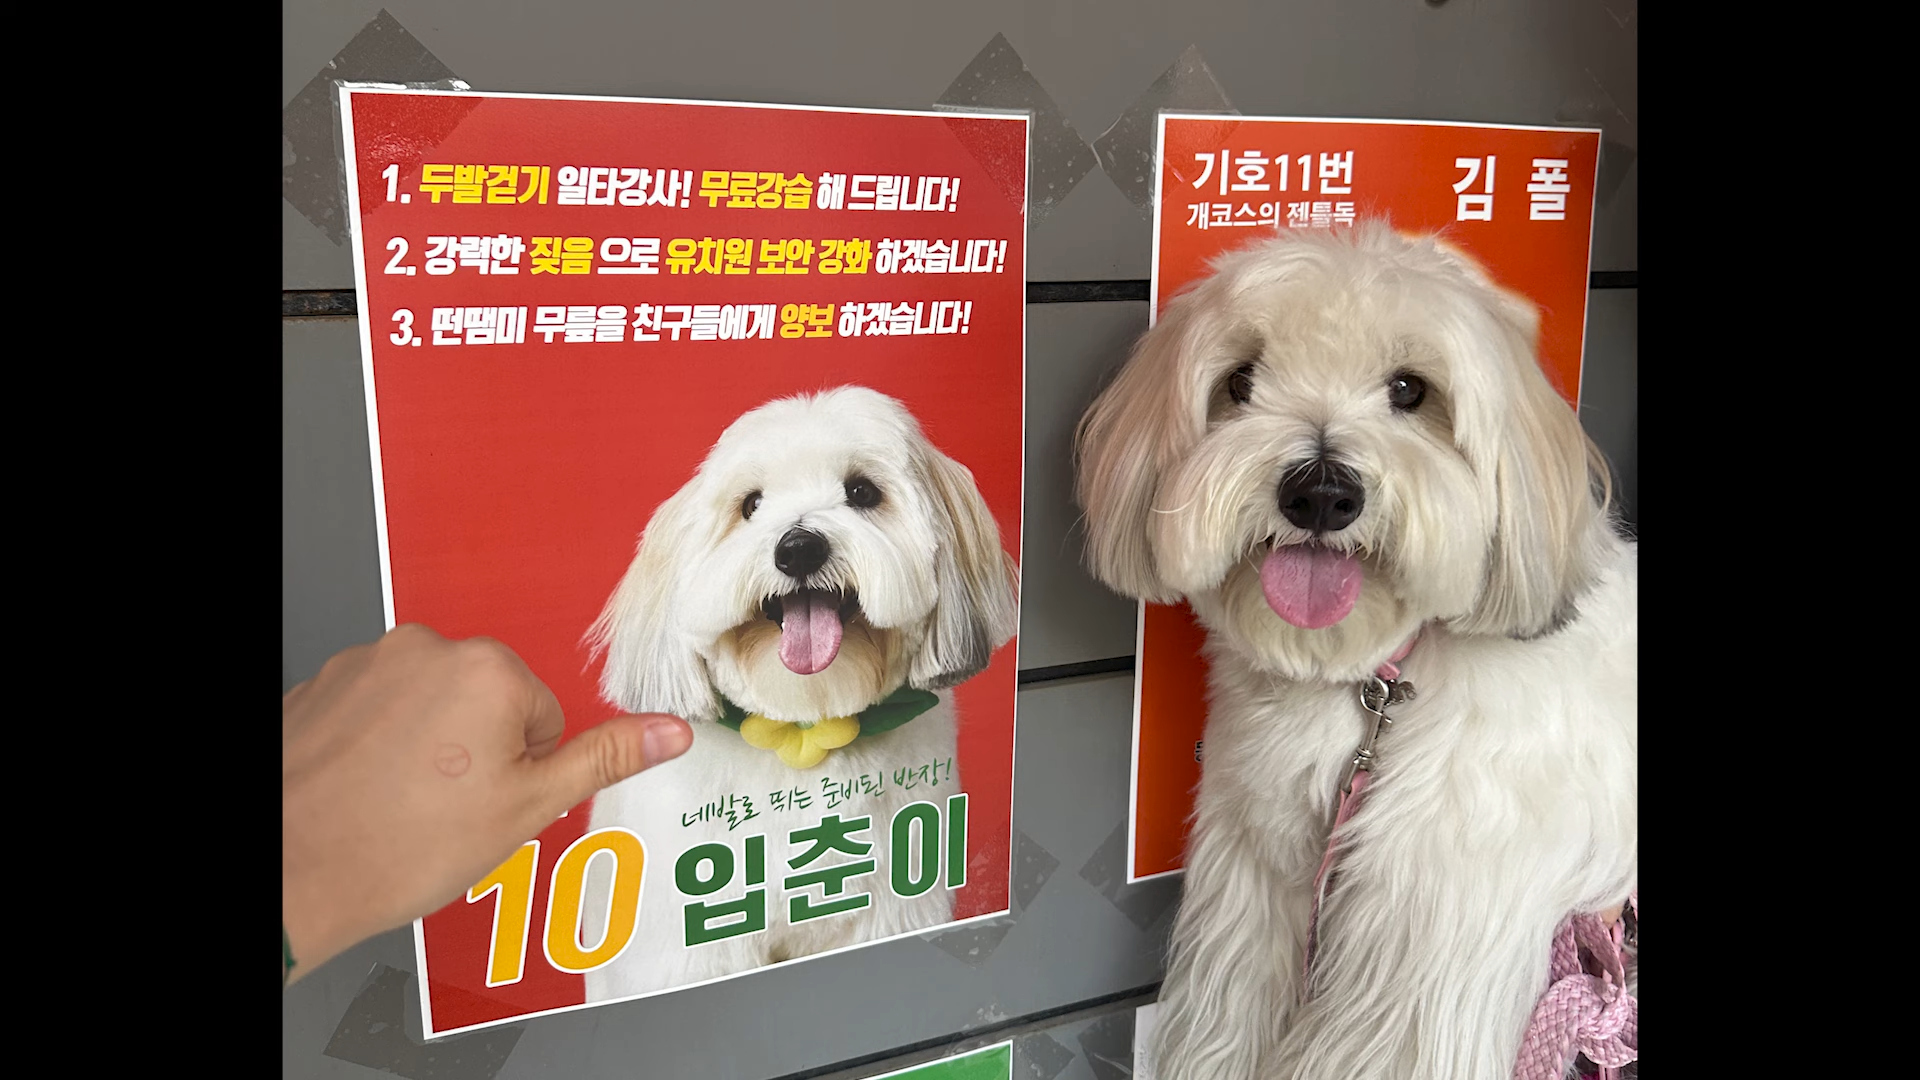 1. 두발걷기 일타강사! 무료강습 해 드립니다!
2. 강력한 짖음 으로 유치원 보안 강화 하겠습니다!
3. 떤땜미 무릎을 친구들에게 양보 하겠습니다!
네발로 뛰는 준비된 반장!
10 입춘이
기호11번
김 폴
개코스의 젠틀독